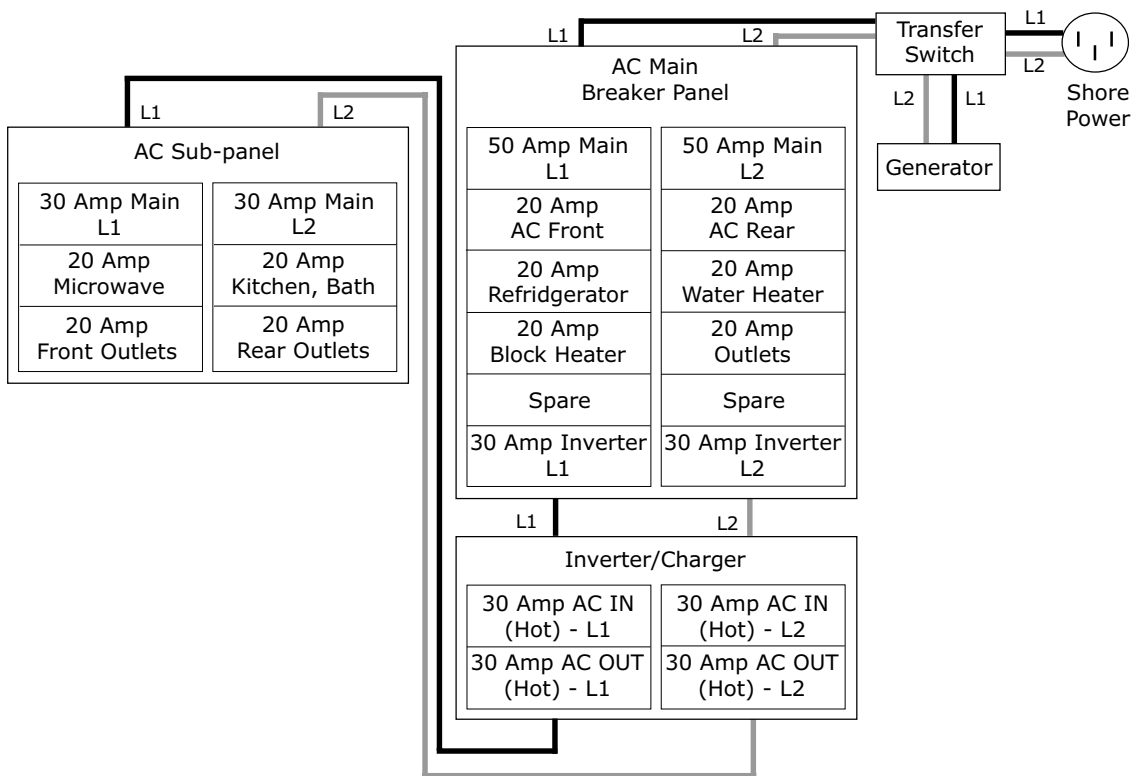 L1
L2
Transfer
Switch
L1
L2
Shore
Power
L2
L1
Generator
AC Main
Breaker Panel
50 Amp Main
L1
50 Amp Main
L2
20 Amp
AC Front
20 Amp
AC Rear
20 Amp
Refridgerator
20 Amp
Water Heater
20 Amp
Block Heater
20 Amp
Outlets
Spare
Spare
30 Amp Inverter
L1
30 Amp Inverter
L2
L1
L2
AC Sub-panel
30 Amp Main
L1
30 Amp Main
L2
20 Amp
Microwave
20 Amp
Kitchen, Bath
20 Amp
Front Outlets
20 Amp
Rear Outlets
L1
L2
Inverter/Charger
30 Amp AC IN
(Hot) - L1
30 Amp AC IN
(Hot) - L2
30 Amp AC OUT
(Hot) - L1
30 Amp AC OUT
(Hot) - L2